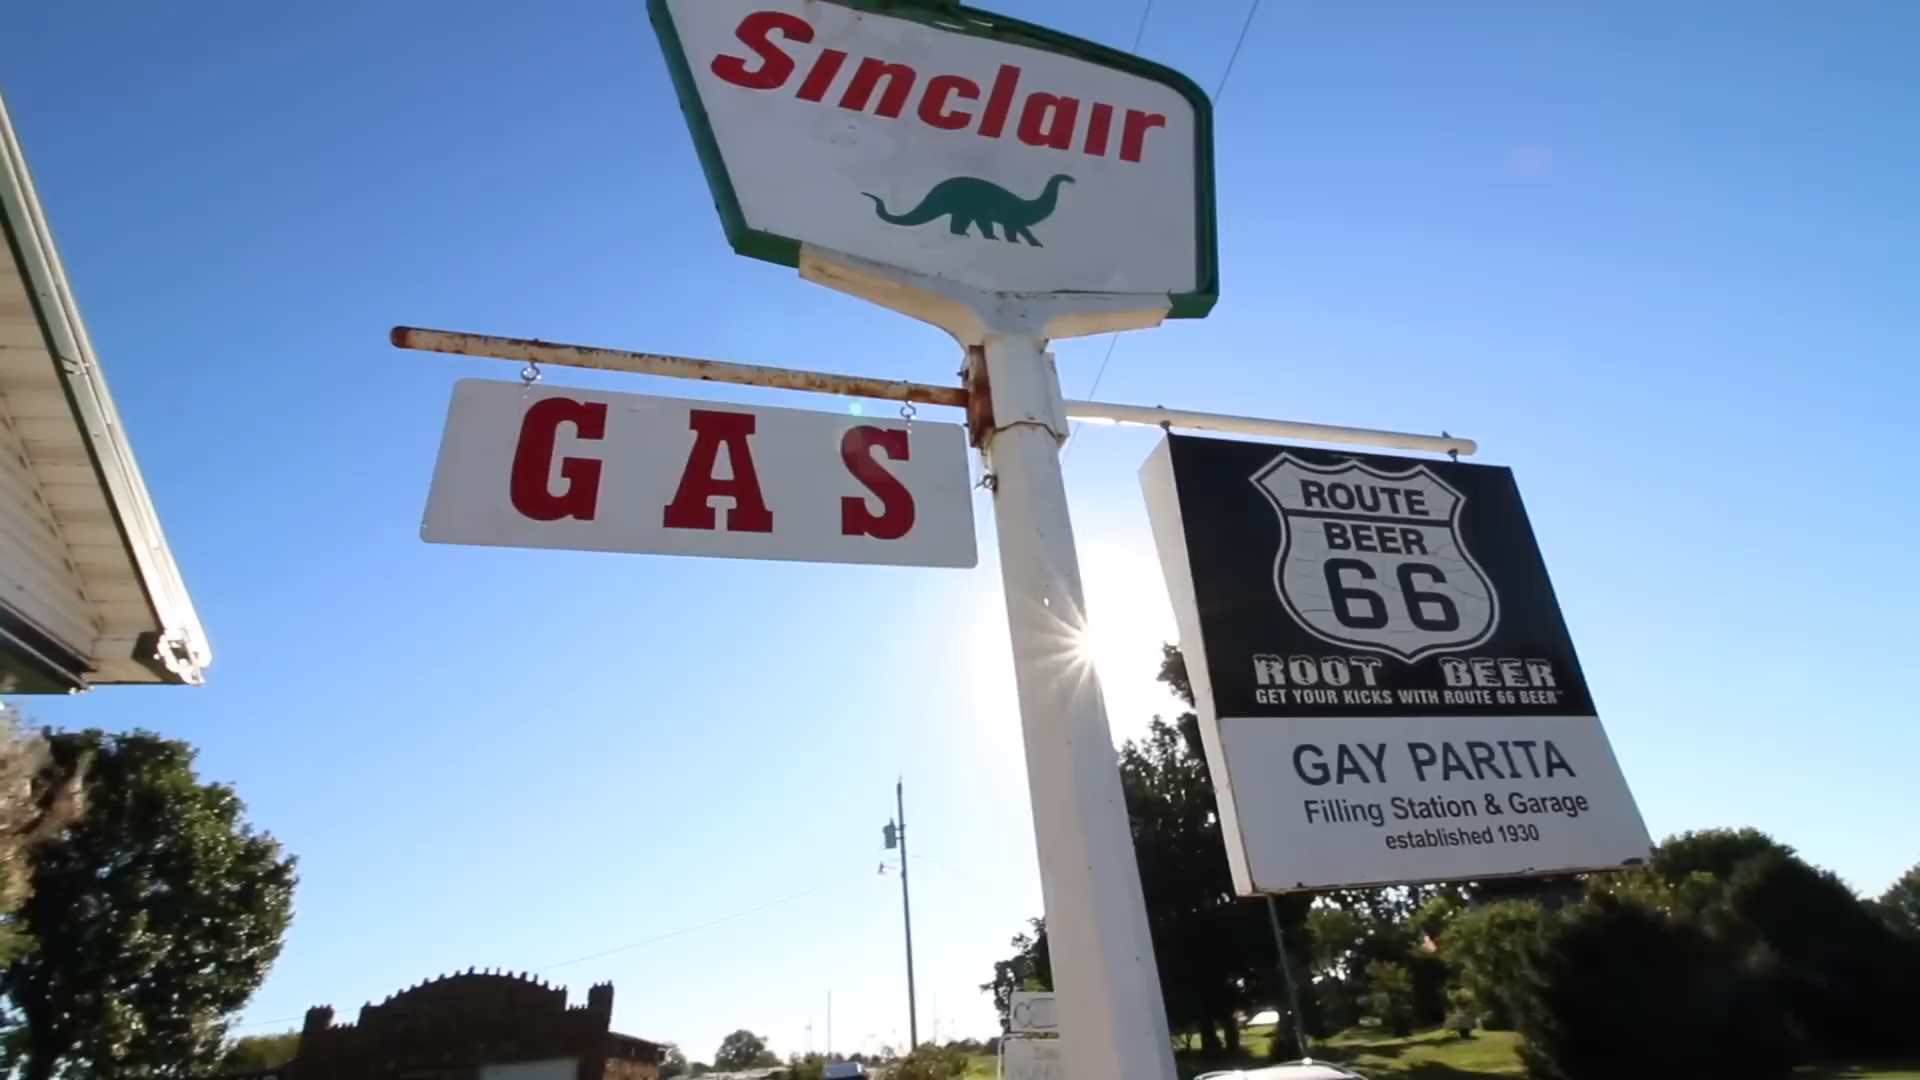 Sinclair
GAS
ROUTE
BEER
66
ROOT BEER
GET YOUR KICKS WITH ROUTE 66 BEER
GAY PARITA
Filling Station & Garage
established 1930